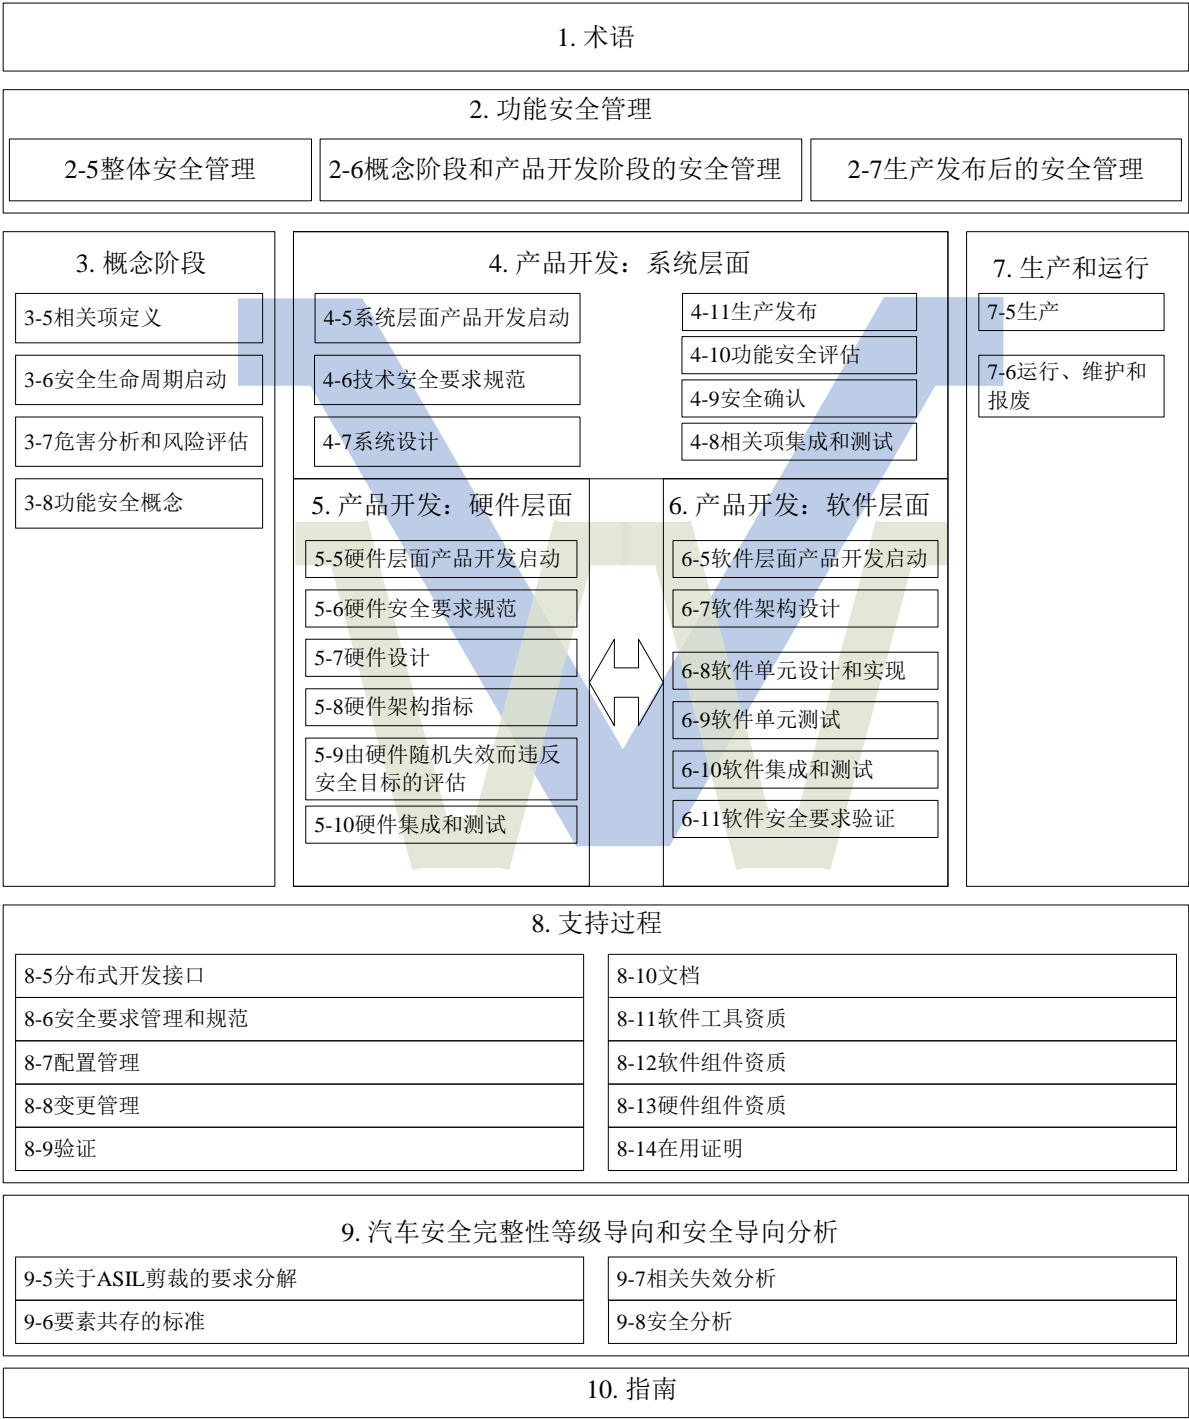 1. 术语
2. 功能安全管理
2-5整体安全管理
2-6概念阶段和产品开发阶段的安全管理
2-7生产发布后的安全管理
3. 概念阶段
3-5相关项定义
3-6安全生命周期启动
3-7危害分析和风险评估
3-8功能安全概念
4. 产品开发：系统层面
4-5系统层面产品开发启动
4-6技术安全要求规范
4-7系统设计
4-11生产发布
4-10功能安全评估
4-9安全确认
4-8相关项集成和测试
5. 产品开发：硬件层面
5-5硬件层面产品开发启动
5-6硬件安全要求规范
5-7硬件设计
5-8硬件架构指标
5-9由硬件随机失效而违反
安全目标的评估
5-10硬件集成和测试
6. 产品开发：软件层面
6-5软件层面产品开发启动
6-7软件架构设计
6-8软件单元设计和实现
6-9软件单元测试
6-10软件集成和测试
6-11软件安全要求验证
7. 生产和运行
7-5生产
7-6运行、维护和
报废
8. 支持过程
8-5分布式开发接口
8-6安全要求管理和规范
8-7配置管理
8-8变更管理
8-9验证
8-10文档
8-11软件工具资质
8-12软件组件资质
8-13硬件组件资质
8-14在用证明
9. 汽车安全完整性等级导向和安全导向分析
9-5关于ASIL剪裁的要求分解
9-6要素共存的标准
9-7相关失效分析
9-8安全分析
10. 指南